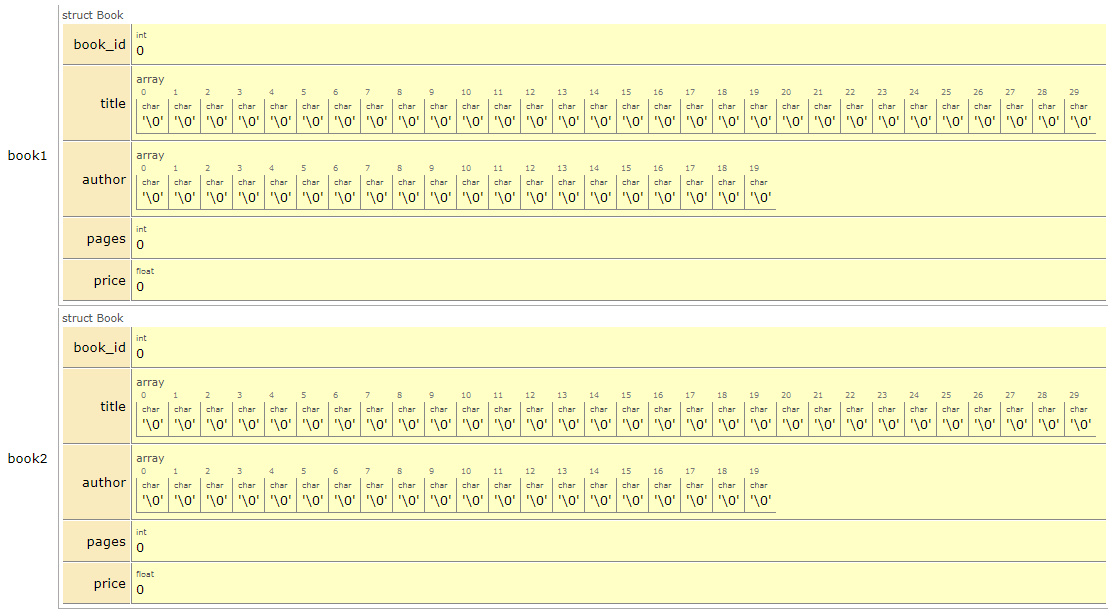 struct Book
book_id
int
0
title
array
0 1 2 3 4 5 6 7 8 9 10 11 12 13 14 15 16 17 18 19 20 21 22 23 24 25 26 27 28 29
char char char char char char char char char char char char char char char char char char char char char char char char char char char char char char
'\0' '\0' '\0' '\0' '\0' '\0' '\0' '\0' '\0' '\0' '\0' '\0' '\0' '\0' '\0' '\0' '\0' '\0' '\0' '\0' '\0' '\0' '\0' '\0' '\0' '\0' '\0' '\0' '\0' '\0'
book1
author
array
0 1 2 3 4 5 6 7 8 9 10 11 12 13 14 15 16 17 18 19
char char char char char char char char char char char char char char char char char char char char
'\0' '\0' '\0' '\0' '\0' '\0' '\0' '\0' '\0' '\0' '\0' '\0' '\0' '\0' '\0' '\0' '\0' '\0' '\0' '\0'
pages
int
0
price
float
0
struct Book
book_id
int
0
title
array
0 1 2 3 4 5 6 7 8 9 10 11 12 13 14 15 16 17 18 19 20 21 22 23 24 25 26 27 28 29
char char char char char char char char char char char char char char char char char char char char char char char char char char char char char char
'\0' '\0' '\0' '\0' '\0' '\0' '\0' '\0' '\0' '\0' '\0' '\0' '\0' '\0' '\0' '\0' '\0' '\0' '\0' '\0' '\0' '\0' '\0' '\0' '\0' '\0' '\0' '\0' '\0' '\0'
book2
author
array
0 1 2 3 4 5 6 7 8 9 10 11 12 13 14 15 16 17 18 19
char char char char char char char char char char char char char char char char char char char char
'\0' '\0' '\0' '\0' '\0' '\0' '\0' '\0' '\0' '\0' '\0' '\0' '\0' '\0' '\0' '\0' '\0' '\0' '\0' '\0'
pages
int
0
price
float
0